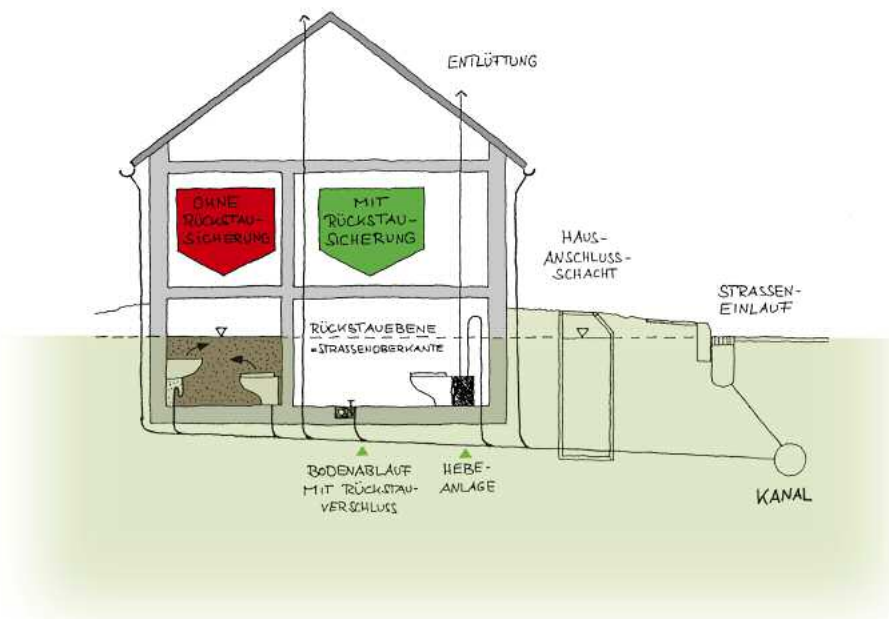 ENTLÜFTUNG
OHNE
RÜCKSTAU-
SICHERUNG
MIT
RÜCKSTAU-
SICHERUNG
HAUS-
ANSCHLUSS-
SCHACHT
STRASSEN-
EINLAUF
RÜCKSTAUEBENE
=STRASSENOBERKANTE
BODENABLAUF
MIT RÜCKSTAU-
VERSCHLUSS
HEBE-
ANLAGE
KANAL